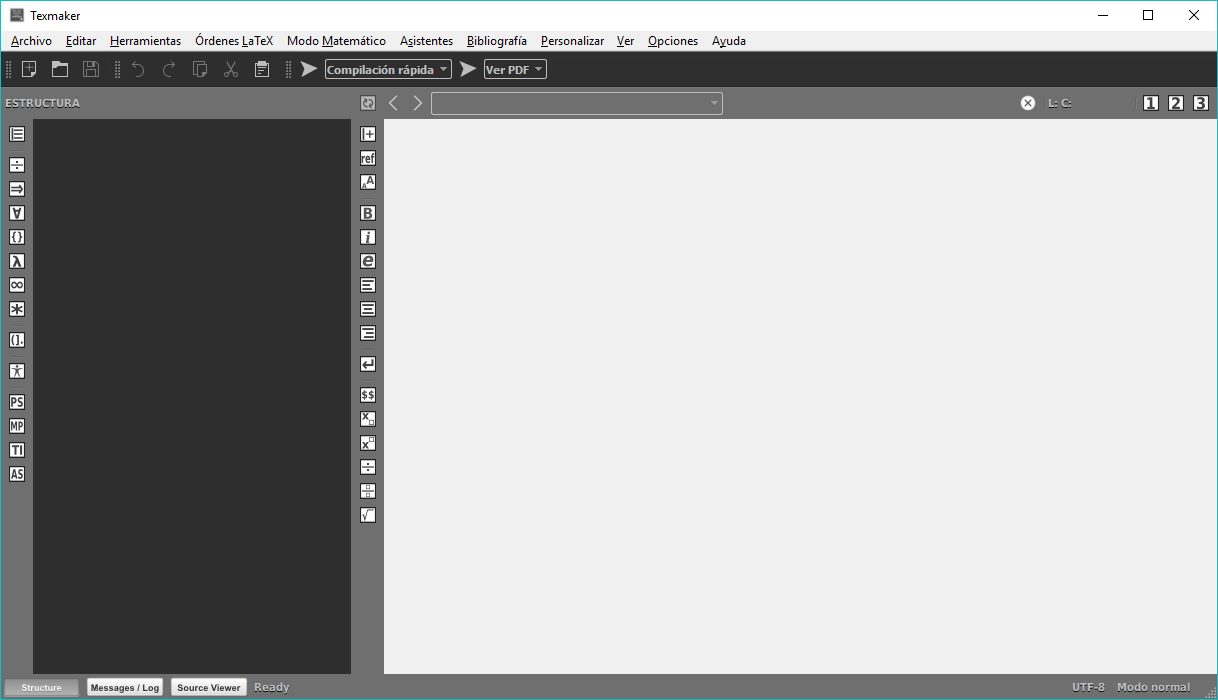 Texmaker
Archivo Editar Herramientas Órdenes LaTeX Modo Matemático Asistentes Bibliografía Personalizar Ver Opciones Ayuda
Compilación rápida Ver PDF
ESTRUCTURA L: C: 1 2 3
ref
AA
÷
⇒
∀ B
{} i
λ e
∞
*
().
$$
PS x
MP x
TI ÷
AS
√
Structure Messages / Log Source Viewer Ready UTF-8 Modo normal